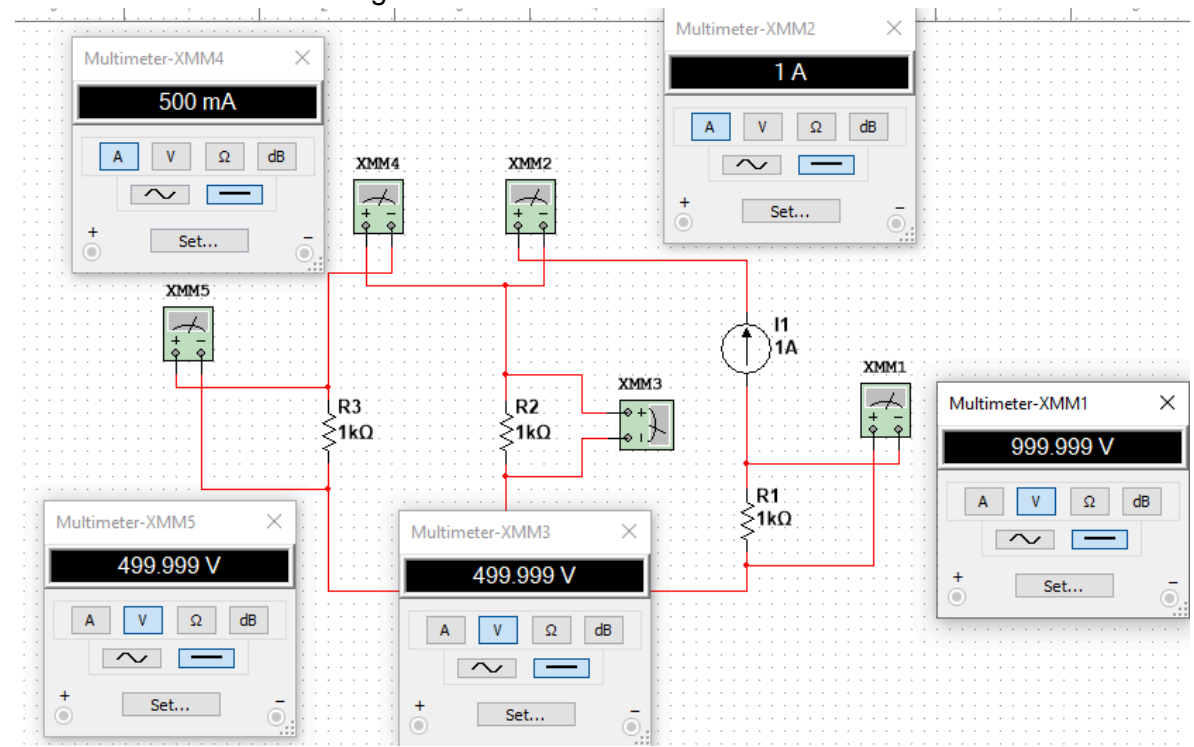 Multimeter-XMM4
500 mA
A V Ω dB
+ Set... −
Multimeter-XMM2
1 A
A V Ω dB
+ Set... −
XMM4
+ −
XMM2
+ −
XMM5
+ −
I1
1A
XMM1
+ −
XMM3
+
R3
1kΩ
R2
1kΩ
R1
1kΩ
Multimeter-XMM1
999.999 V
A V Ω dB
+ Set... −
Multimeter-XMM5
499.999 V
A V Ω dB
+ Set... −
Multimeter-XMM3
499.999 V
A V Ω dB
+ Set... −